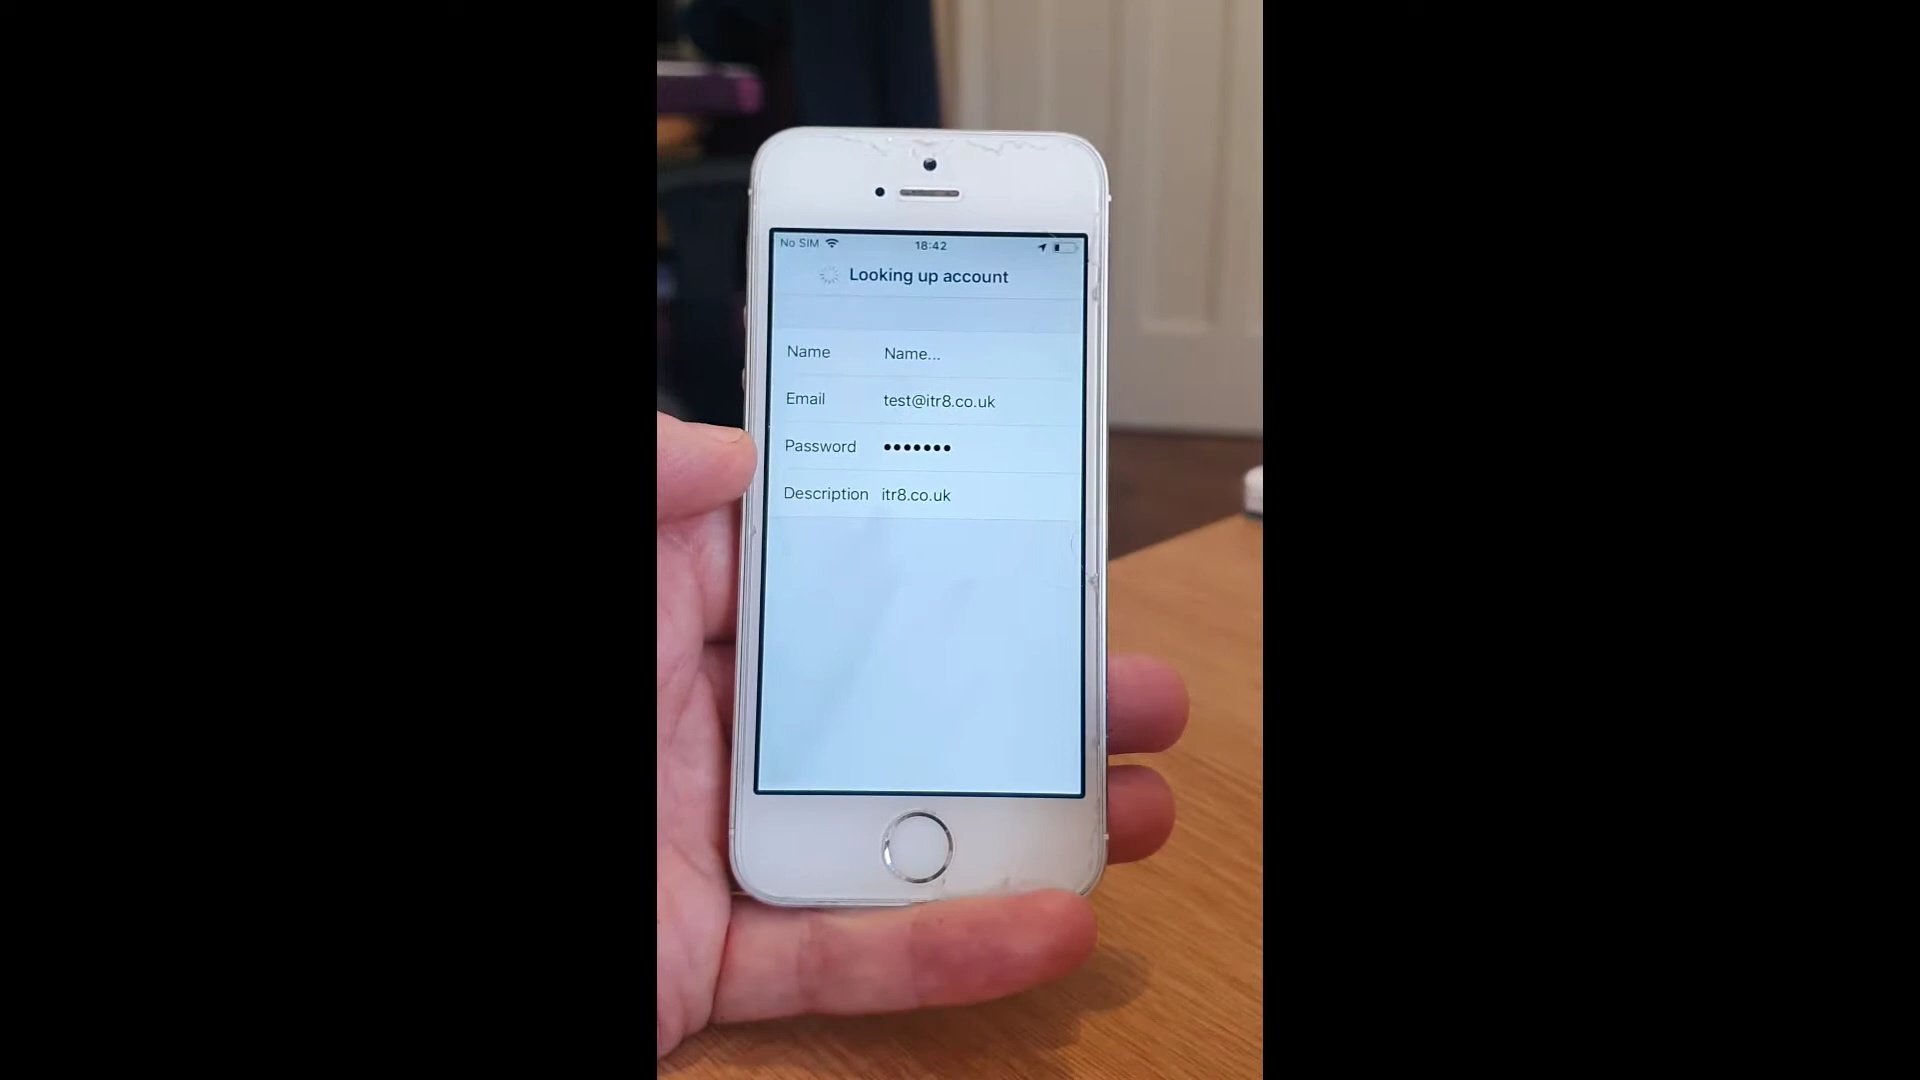 No SIM 18:42
Looking up account
Name Name...
Email test@itr8.co.uk
Password •••••••
Description itr8.co.uk